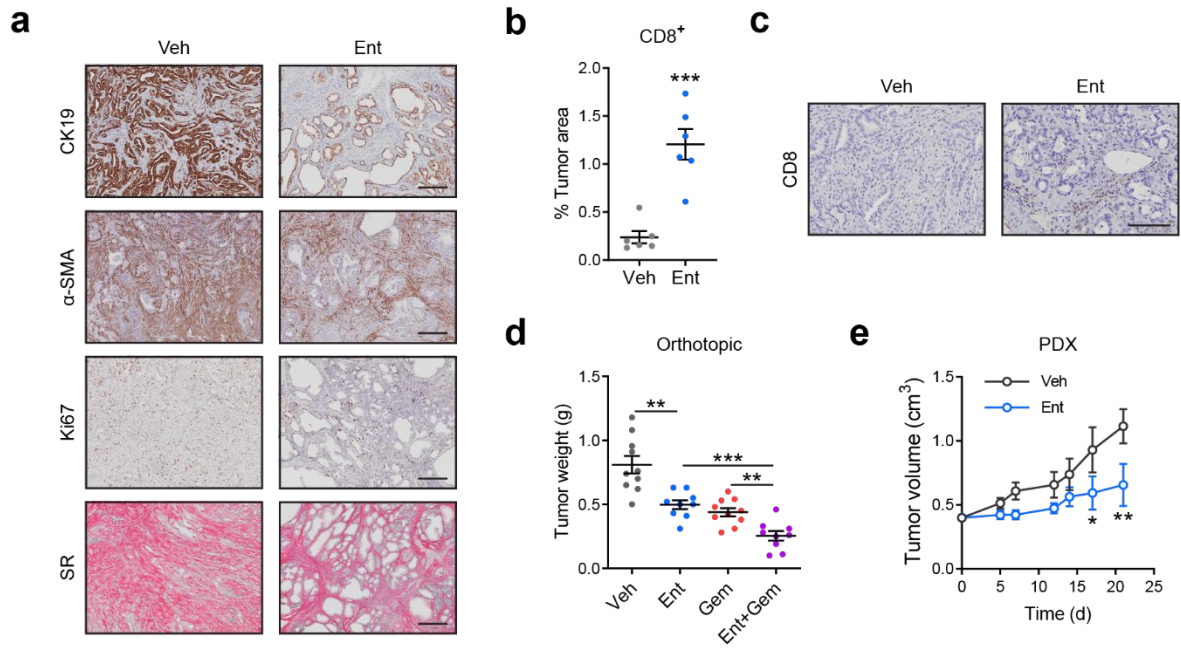 a
Veh Ent
CK19
α-SMA
Ki67
SR
b
CD8⁺
% Tumor area
2.0
1.5
1.0
0.5
0.0
***
Veh Ent
c
Veh Ent
CD8
d
Orthotopic
Tumor weight (g)
1.5
1.0
0.5
0.0
**
***
**
Veh Ent Gem Ent+Gem
e
PDX
Veh
Ent
Tumor volume (cm³)
1.5
1.0
0.5
0.0
* **
0 5 10 15 20 25
Time (d)